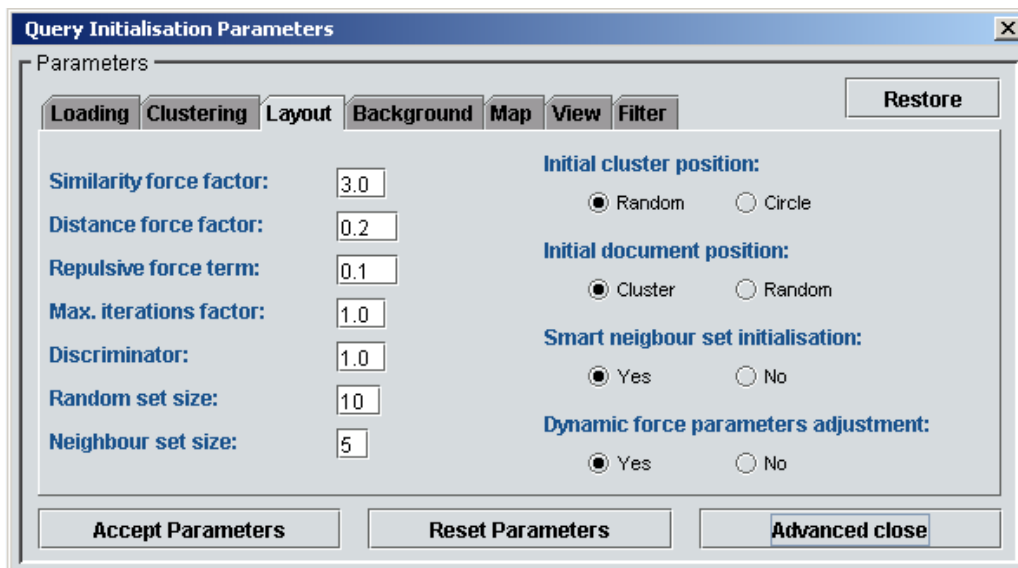 Query Initialisation Parameters
Parameters
Restore
Loading Clustering Layout Background Map View Filter
Similarity force factor: 3.0
Distance force factor: 0.2
Repulsive force term: 0.1
Max. iterations factor: 1.0
Discriminator: 1.0
Random set size: 10
Neighbour set size: 5
Initial cluster position:
Random Circle
Initial document position:
Cluster Random
Smart neigbour set initialisation:
Yes No
Dynamic force parameters adjustment:
Yes No
Accept Parameters Reset Parameters Advanced close